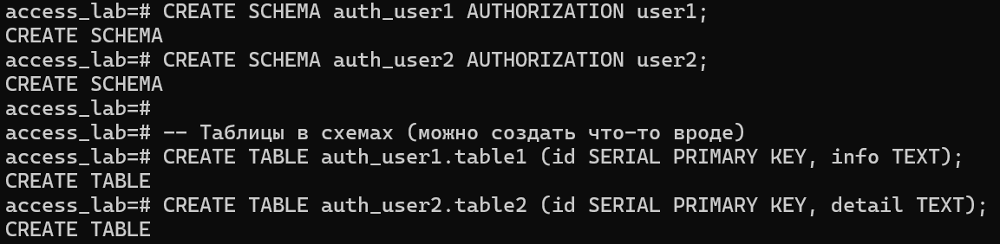 access_lab=# CREATE SCHEMA auth_user1 AUTHORIZATION user1;
CREATE SCHEMA
access_lab=# CREATE SCHEMA auth_user2 AUTHORIZATION user2;
CREATE SCHEMA
access_lab=#
access_lab=# -- Таблицы в схемах (можно создать что-то вроде)
access_lab=# CREATE TABLE auth_user1.table1 (id SERIAL PRIMARY KEY, info TEXT);
CREATE TABLE
access_lab=# CREATE TABLE auth_user2.table2 (id SERIAL PRIMARY KEY, detail TEXT);
CREATE TABLE